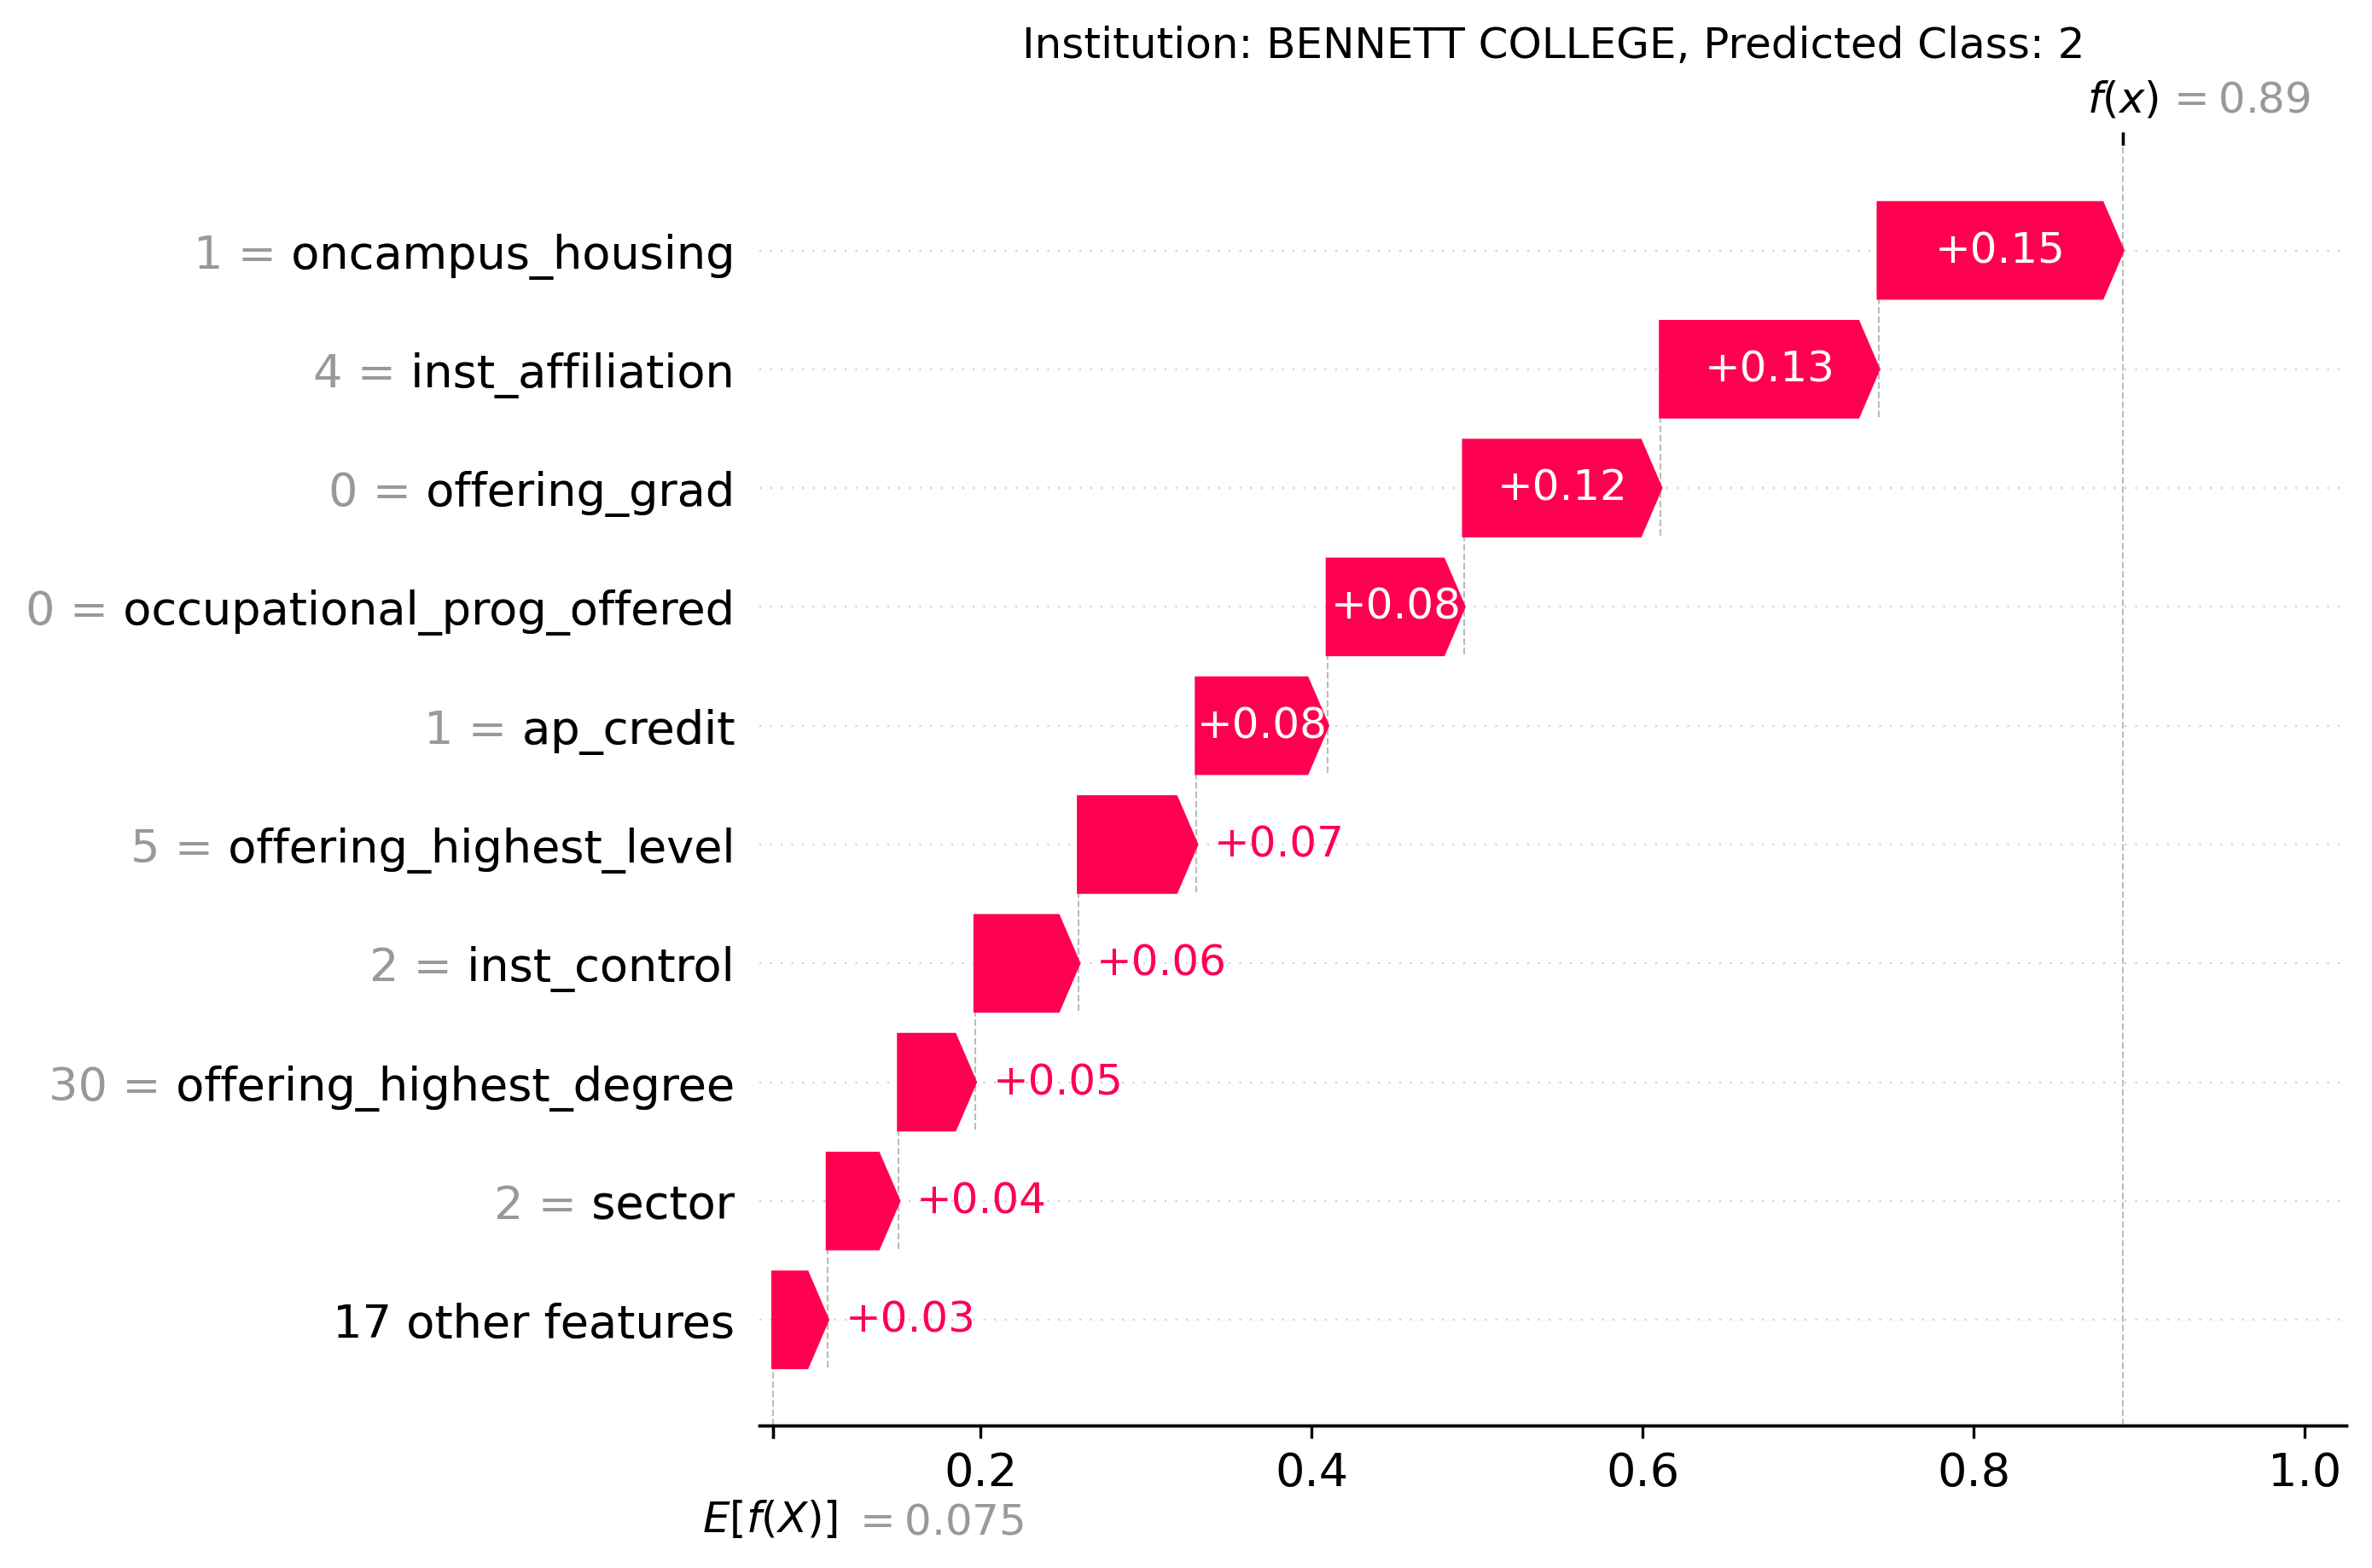 Institution: BENNETT COLLEGE, Predicted Class: 2
f(x) = 0.89
1 = oncampus_housing +0.15
4 = inst_affiliation +0.13
0 = offering_grad +0.12
0 = occupational_prog_offered +0.08
1 = ap_credit +0.08
5 = offering_highest_level +0.07
2 = inst_control +0.06
30 = offering_highest_degree +0.05
2 = sector +0.04
17 other features +0.03
0.2 0.4 0.6 0.8 1.0
E[f(X)] = 0.075